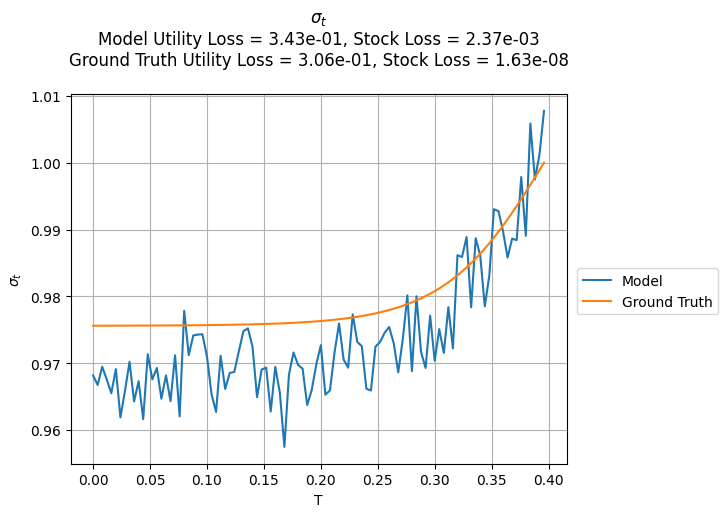 σt
Model Utility Loss = 3.43e-01, Stock Loss = 2.37e-03
Ground Truth Utility Loss = 3.06e-01, Stock Loss = 1.63e-08
1.01
1.00
0.99
0.98
0.97
0.96
σt
0.00 0.05 0.10 0.15 0.20 0.25 0.30 0.35 0.40
T
Model
Ground Truth